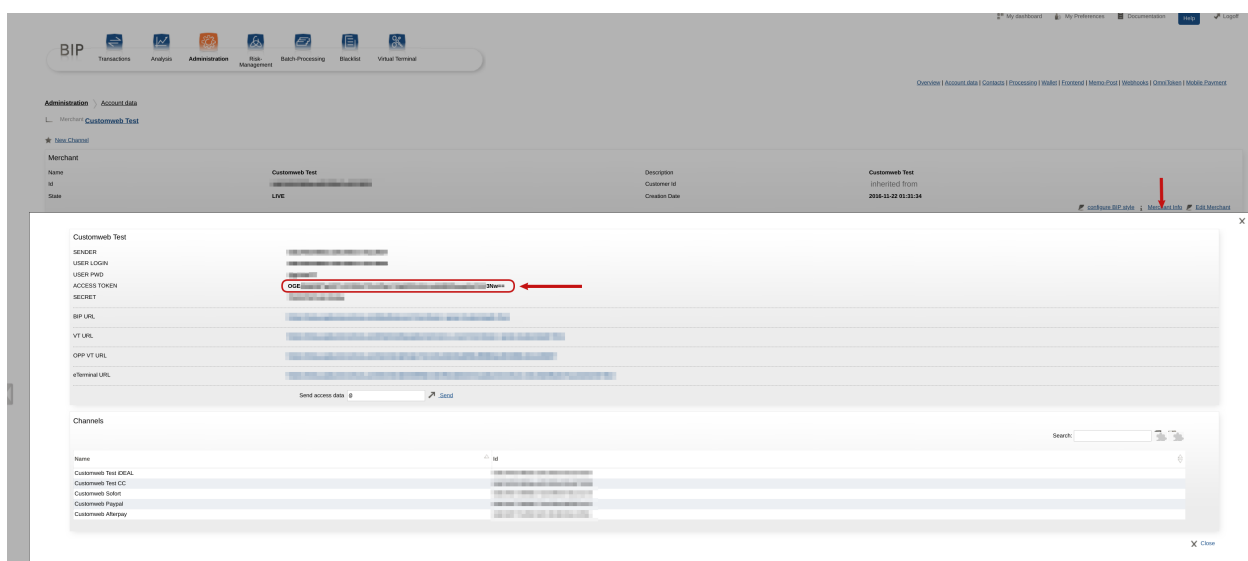 My dashboard My Preferences Documentation Help Logoff
BIP
Transactions Analysis Administration Risk-Management Batch-Processing Blacklist Virtual Terminal
Overview | Account data | Contacts | Processing | Wallet | Frontend | Memo-Post | Webhooks | OmniToken | Mobile Payment
Administration Account data
Merchant Customweb Test
New Channel
Merchant
Name Customweb Test Description Customweb Test
Id Customer Id inherited from
State LIVE Creation Date 2016-11-22 01:31:34
configure BIP style Merchant Info Edit Merchant
X
Customweb Test
SENDER
USER LOGIN
USER PWD
ACCESS TOKEN OGE 3Nw==
SECRET
BIP URL
VT URL
OPP VT URL
eTerminal URL
Send access data @ Send
Channels
Search:
Name Id
Customweb Test iDEAL
Customweb Test CC
Customweb Sofort
Customweb Paypal
Customweb Afterpay
X Close